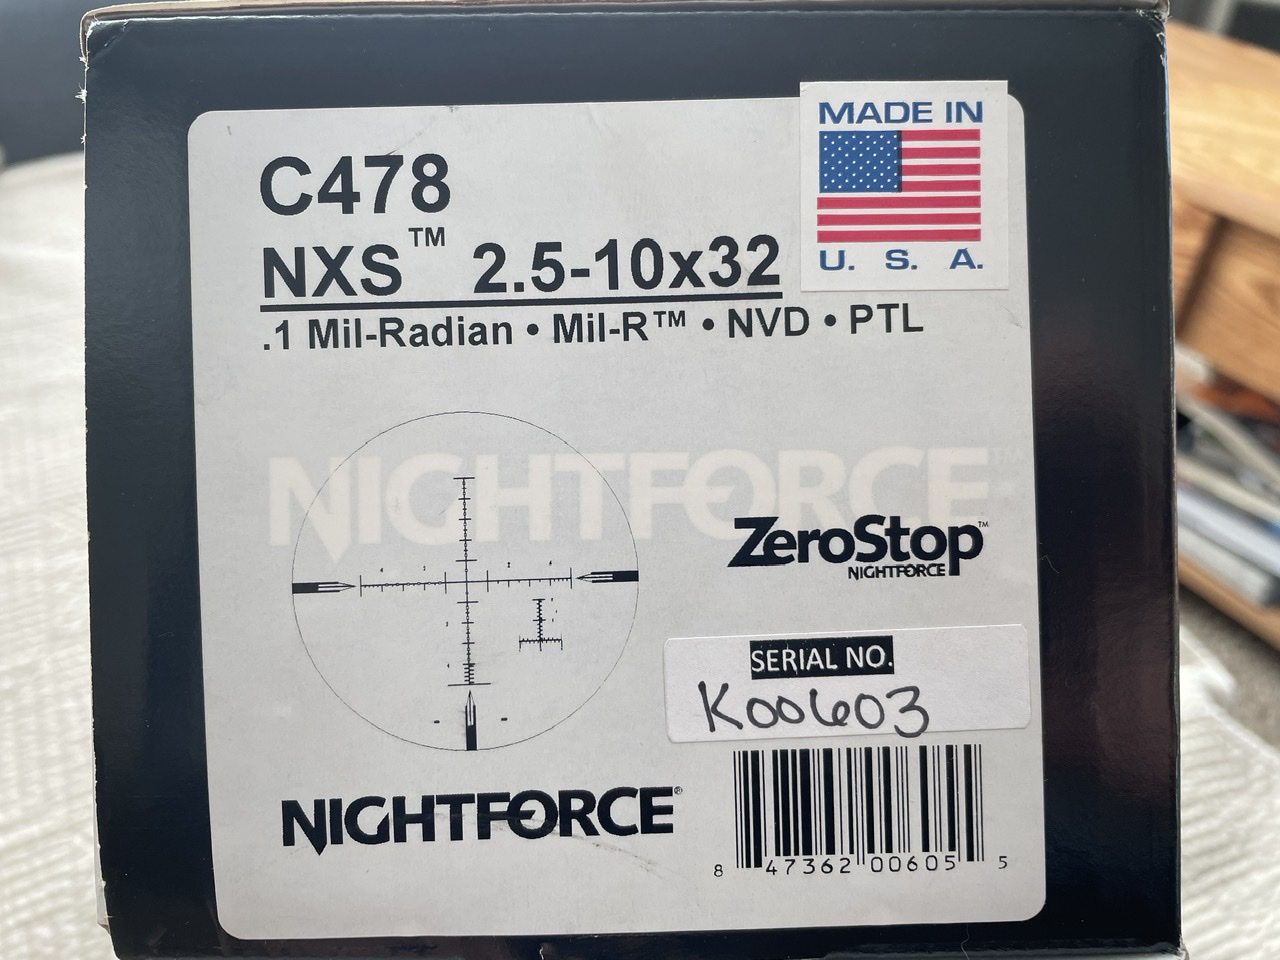 MADE IN
U. S. A.
C478
NXS™ 2.5-10x32
.1 Mil-Radian • Mil-R™ • NVD • PTL
NIGHTFORCE™
ZeroStop™
NIGHTFORCE
SERIAL NO.
K00603
NIGHTFORCE®
8 47362 00605 5